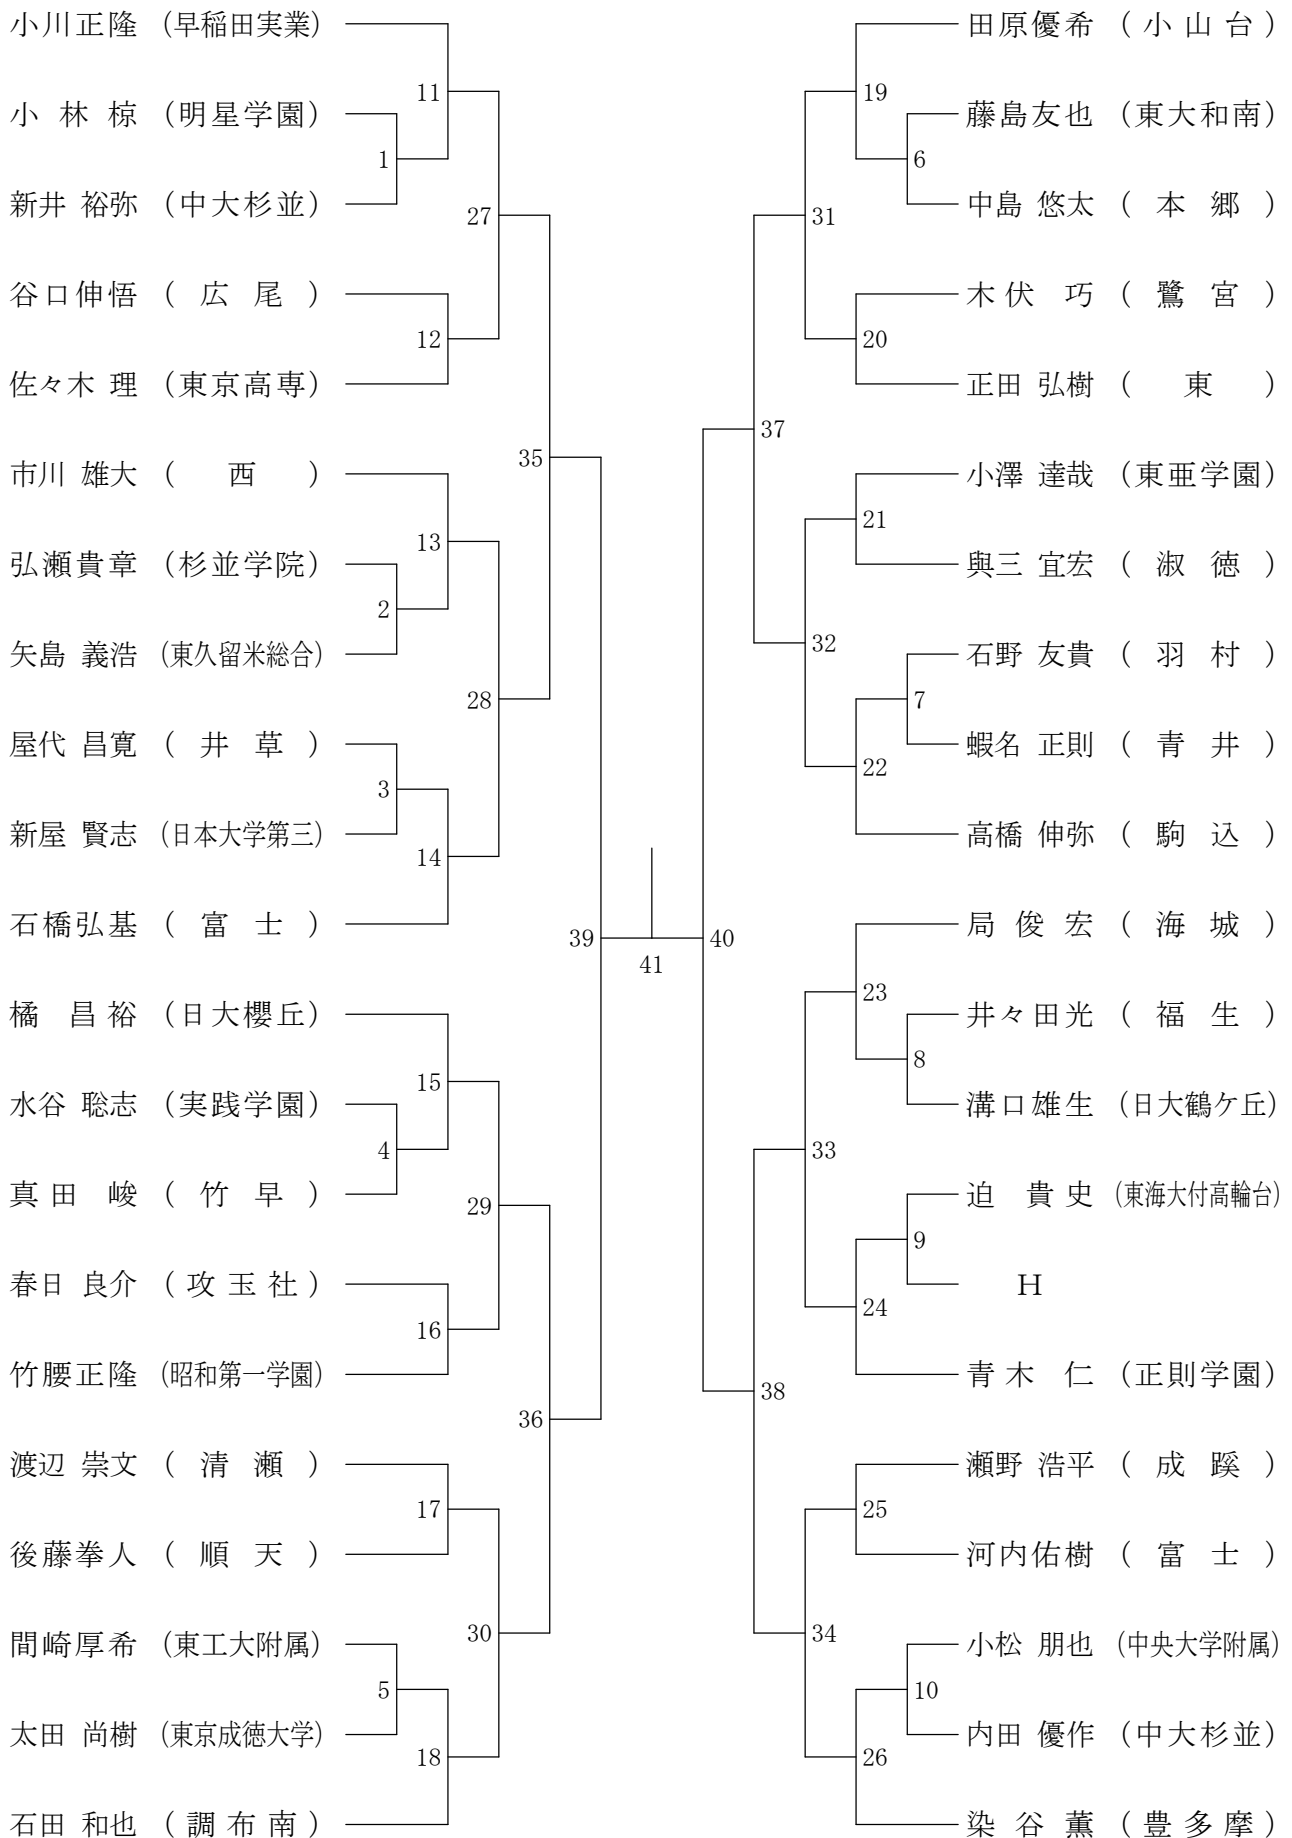 小川正隆 (早稲田実業)
小林椋 (明星学園)
新井裕弥 (中大杉並)
谷口伸悟 (広尾)
佐々木理 (東京高専)
市川雄大 (西)
弘瀬貴章 (杉並学院)
矢島義浩 (東久留米総合)
屋代昌寛 (井草)
新屋賢志 (日本大学第三)
石橋弘基 (富士)
橘昌裕 (日大櫻丘)
水谷聡志 (実践学園)
真田峻 (竹早)
春日良介 (攻玉社)
竹腰正隆 (昭和第一学園)
渡辺崇文 (清瀬)
後藤拳人 (順天)
間崎厚希 (東工大附属)
太田尚樹 (東京成徳大学)
石田和也 (調布南)
1
2
3
4
5
11
12
13
14
15
16
17
18
27
28
29
30
35
36
39
41
40
37
38
31
32
33
34
19
20
21
22
23
24
25
26
6
7
8
9
10
田原優希 (小山台)
藤島友也 (東大和南)
中島悠太 (本郷)
木伏巧 (鷺宮)
正田弘樹 (東)
小澤達哉 (東亜学園)
與三宜宏 (淑徳)
石野友貴 (羽村)
蝦名正則 (青井)
高橋伸弥 (駒込)
局俊宏 (海城)
井々田光 (福生)
溝口雄生 (日大鶴ケ丘)
迫貴史 (東海大付高輪台)
H
青木仁 (正則学園)
瀬野浩平 (成蹊)
河内佑樹 (富士)
小松朋也 (中央大学附属)
内田優作 (中大杉並)
染谷薫 (豊多摩)